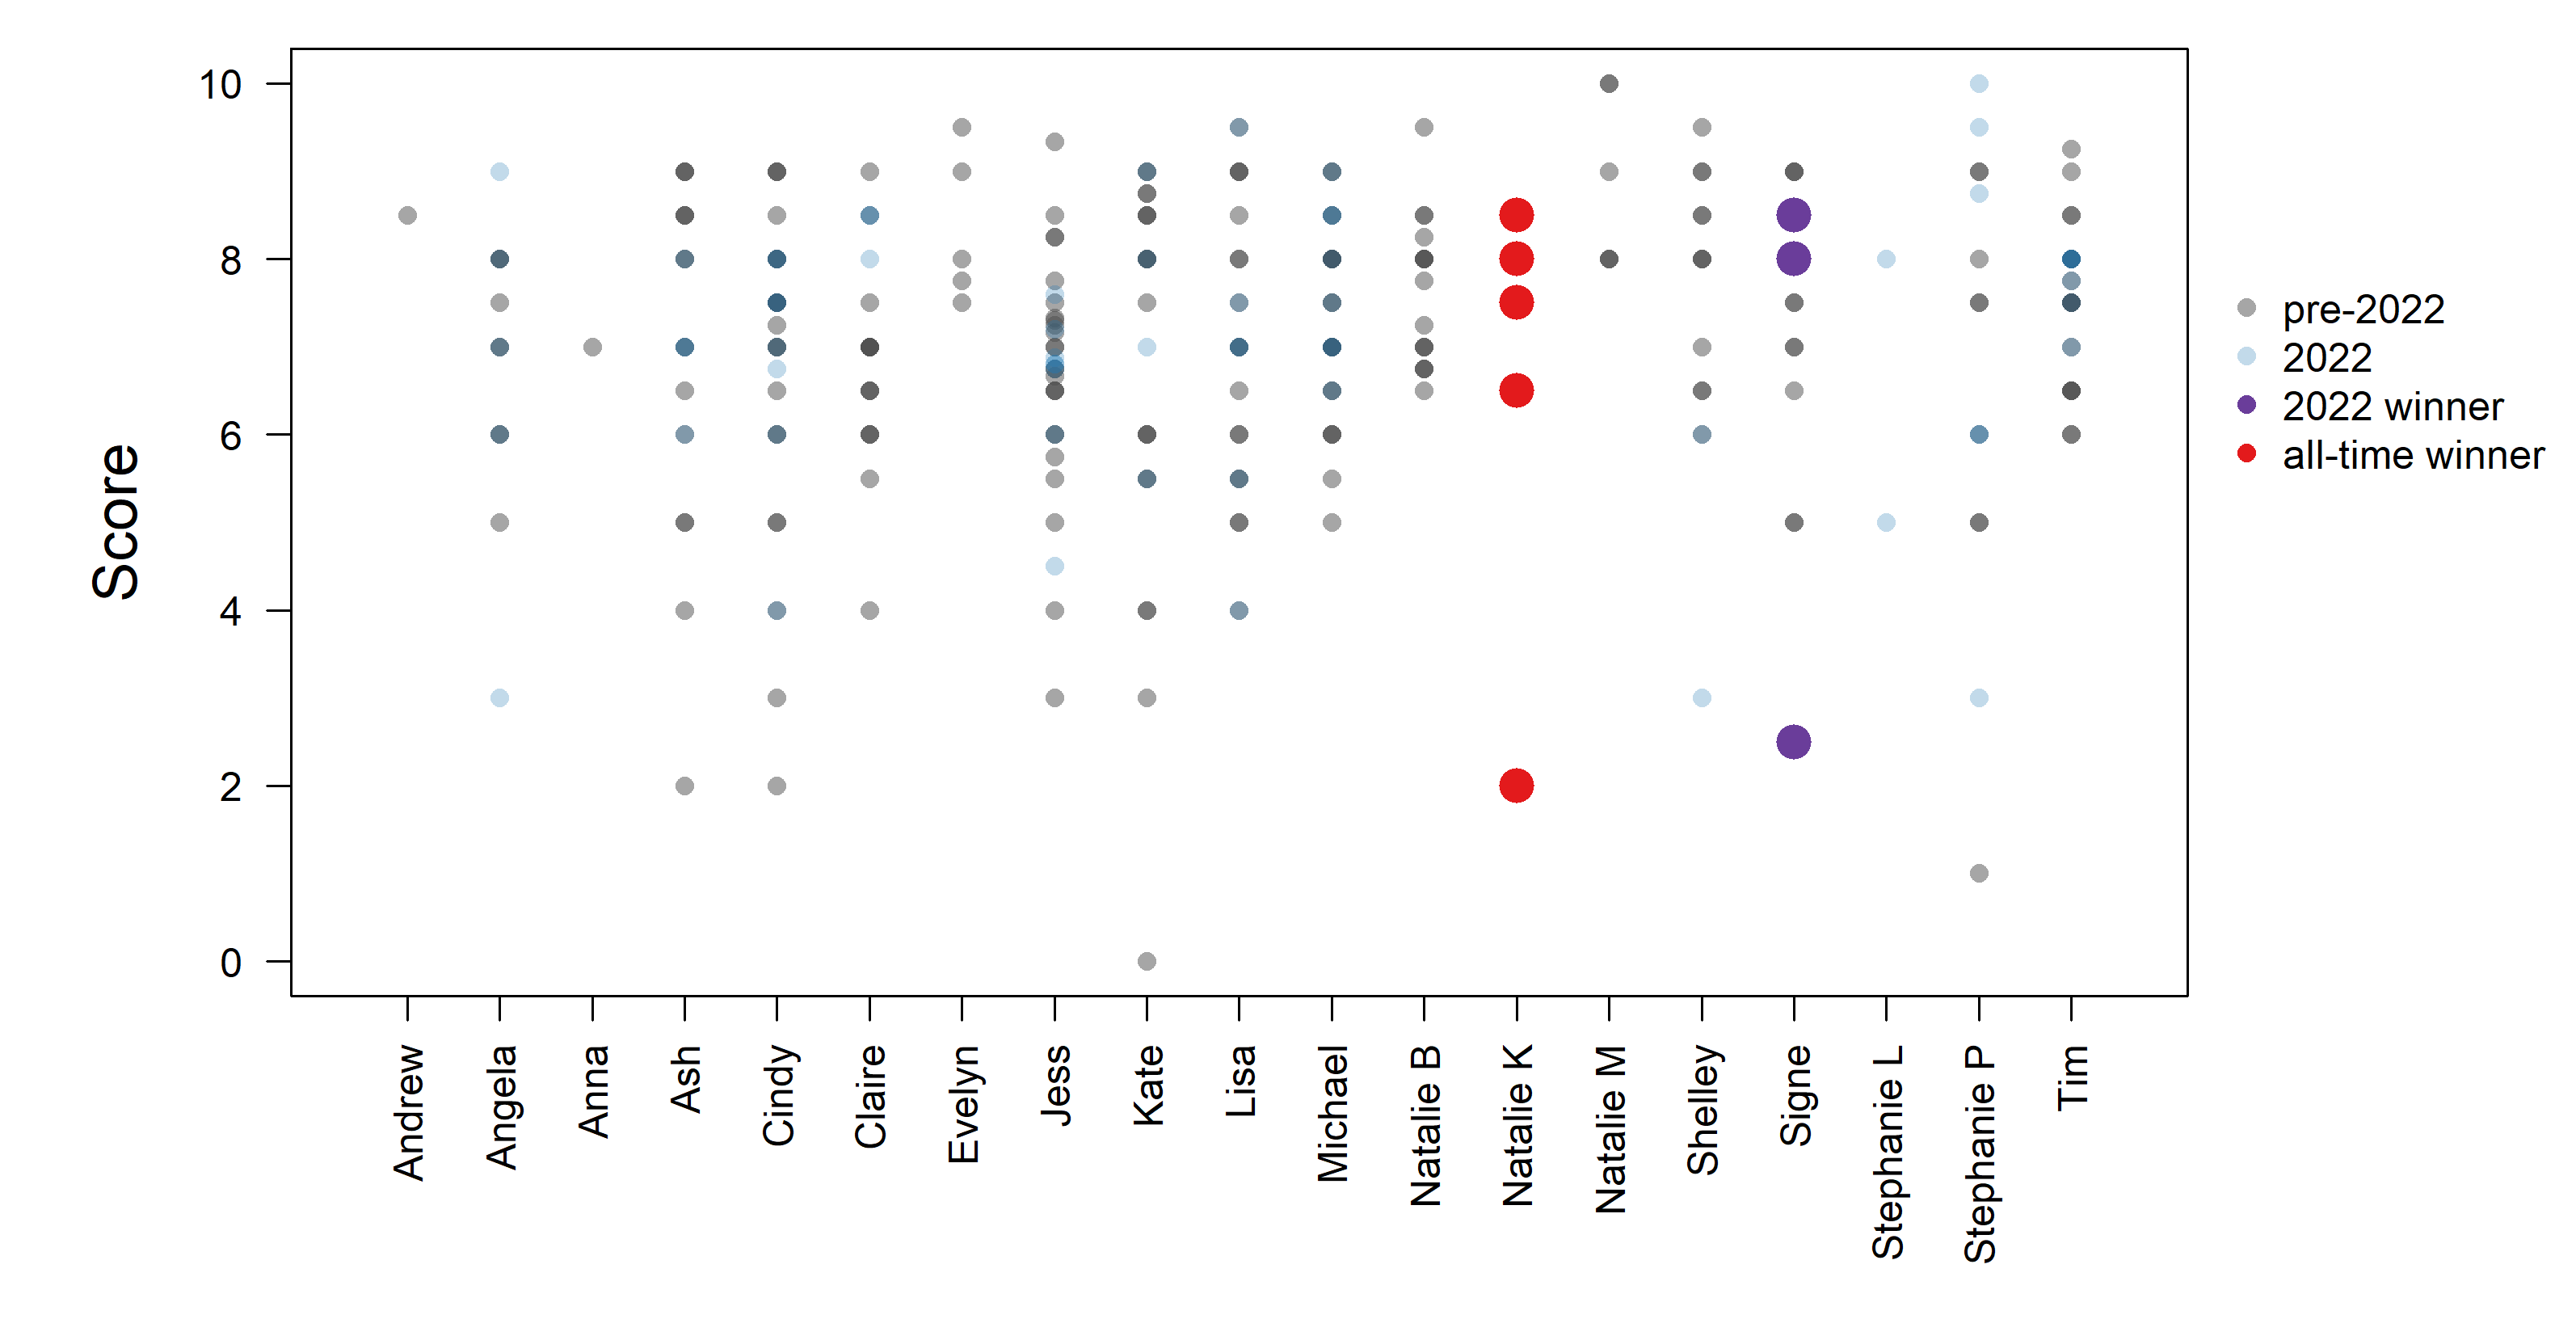 Score
10
8
6
4
2
0
Andrew
Angela
Anna
Ash
Cindy
Claire
Evelyn
Jess
Kate
Lisa
Michael
Natalie B
Natalie K
Natalie M
Shelley
Signe
Stephanie L
Stephanie P
Tim
pre-2022
2022
2022 winner
all-time winner